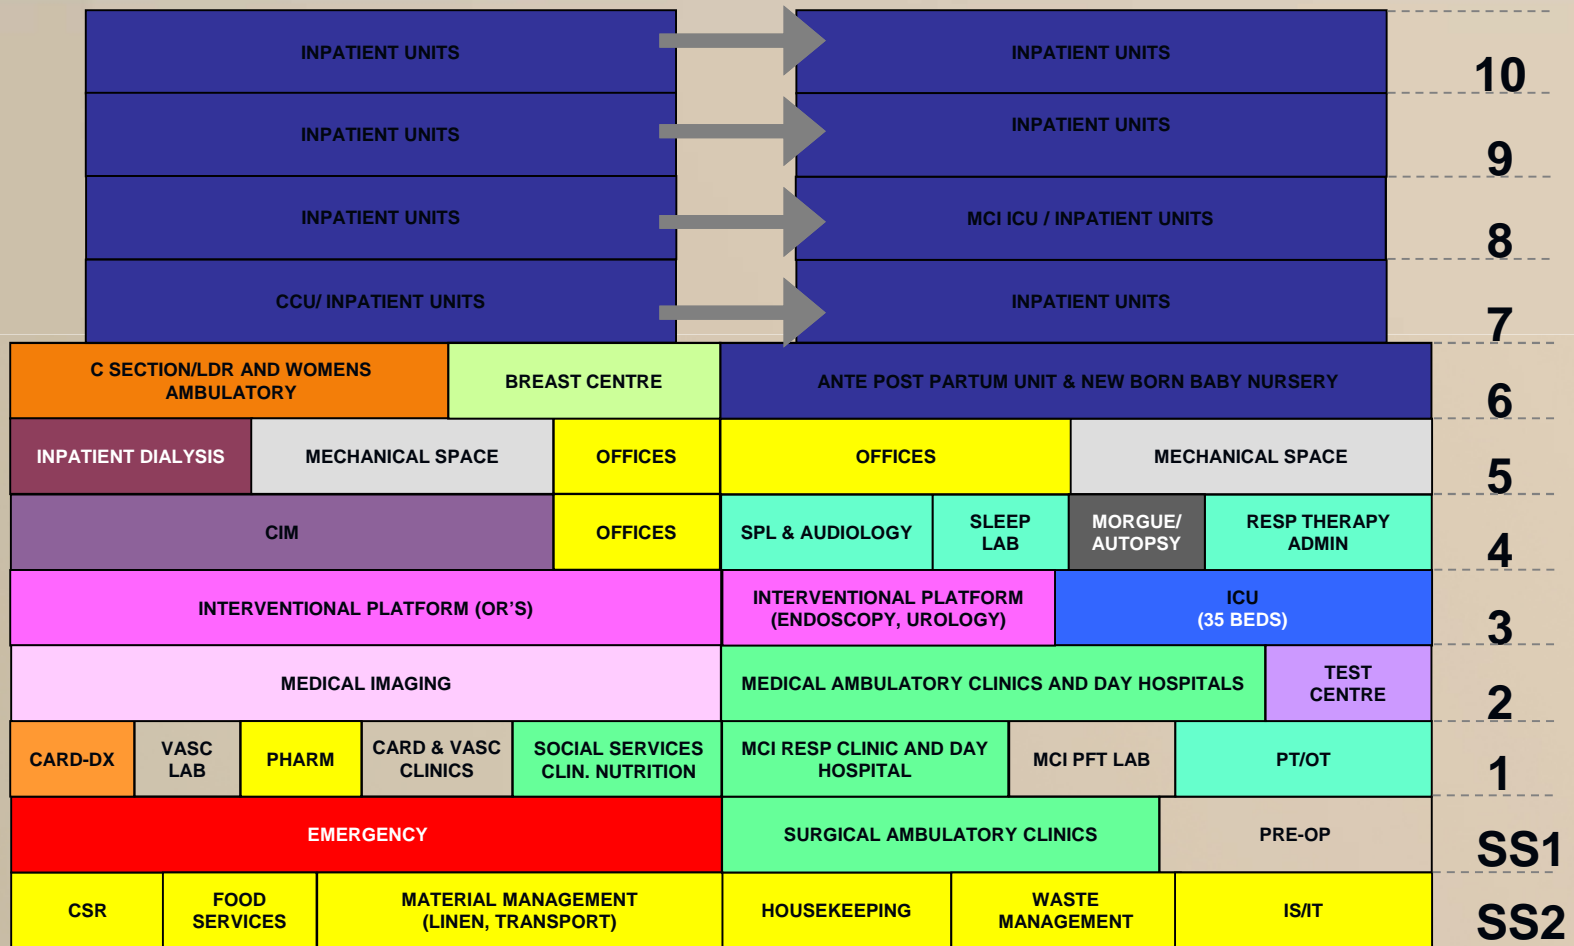 INPATIENT UNITS
INPATIENT UNITS
10
INPATIENT UNITS
INPATIENT UNITS
9
INPATIENT UNITS
MCI ICU / INPATIENT UNITS
8
CCU/ INPATIENT UNITS
INPATIENT UNITS
7
C SECTION/LDR AND WOMENS
AMBULATORY
BREAST CENTRE
ANTE POST PARTUM UNIT & NEW BORN BABY NURSERY
6
INPATIENT DIALYSIS
MECHANICAL SPACE
OFFICES
OFFICES
MECHANICAL SPACE
5
CIM
OFFICES
SPL & AUDIOLOGY
SLEEP
LAB
MORGUE/
AUTOPSY
RESP THERAPY
ADMIN
4
INTERVENTIONAL PLATFORM (OR'S)
INTERVENTIONAL PLATFORM
(ENDOSCOPY, UROLOGY)
ICU
(35 BEDS)
3
MEDICAL IMAGING
MEDICAL AMBULATORY CLINICS AND DAY HOSPITALS
TEST
CENTRE
2
CARD-DX
VASC
LAB
PHARM
CARD & VASC
CLINICS
SOCIAL SERVICES
CLIN. NUTRITION
MCI RESP CLINIC AND DAY
HOSPITAL
MCI PFT LAB
PT/OT
1
EMERGENCY
SURGICAL AMBULATORY CLINICS
PRE-OP
SS1
CSR
FOOD
SERVICES
MATERIAL MANAGEMENT
(LINEN, TRANSPORT)
HOUSEKEEPING
WASTE
MANAGEMENT
IS/IT
SS2